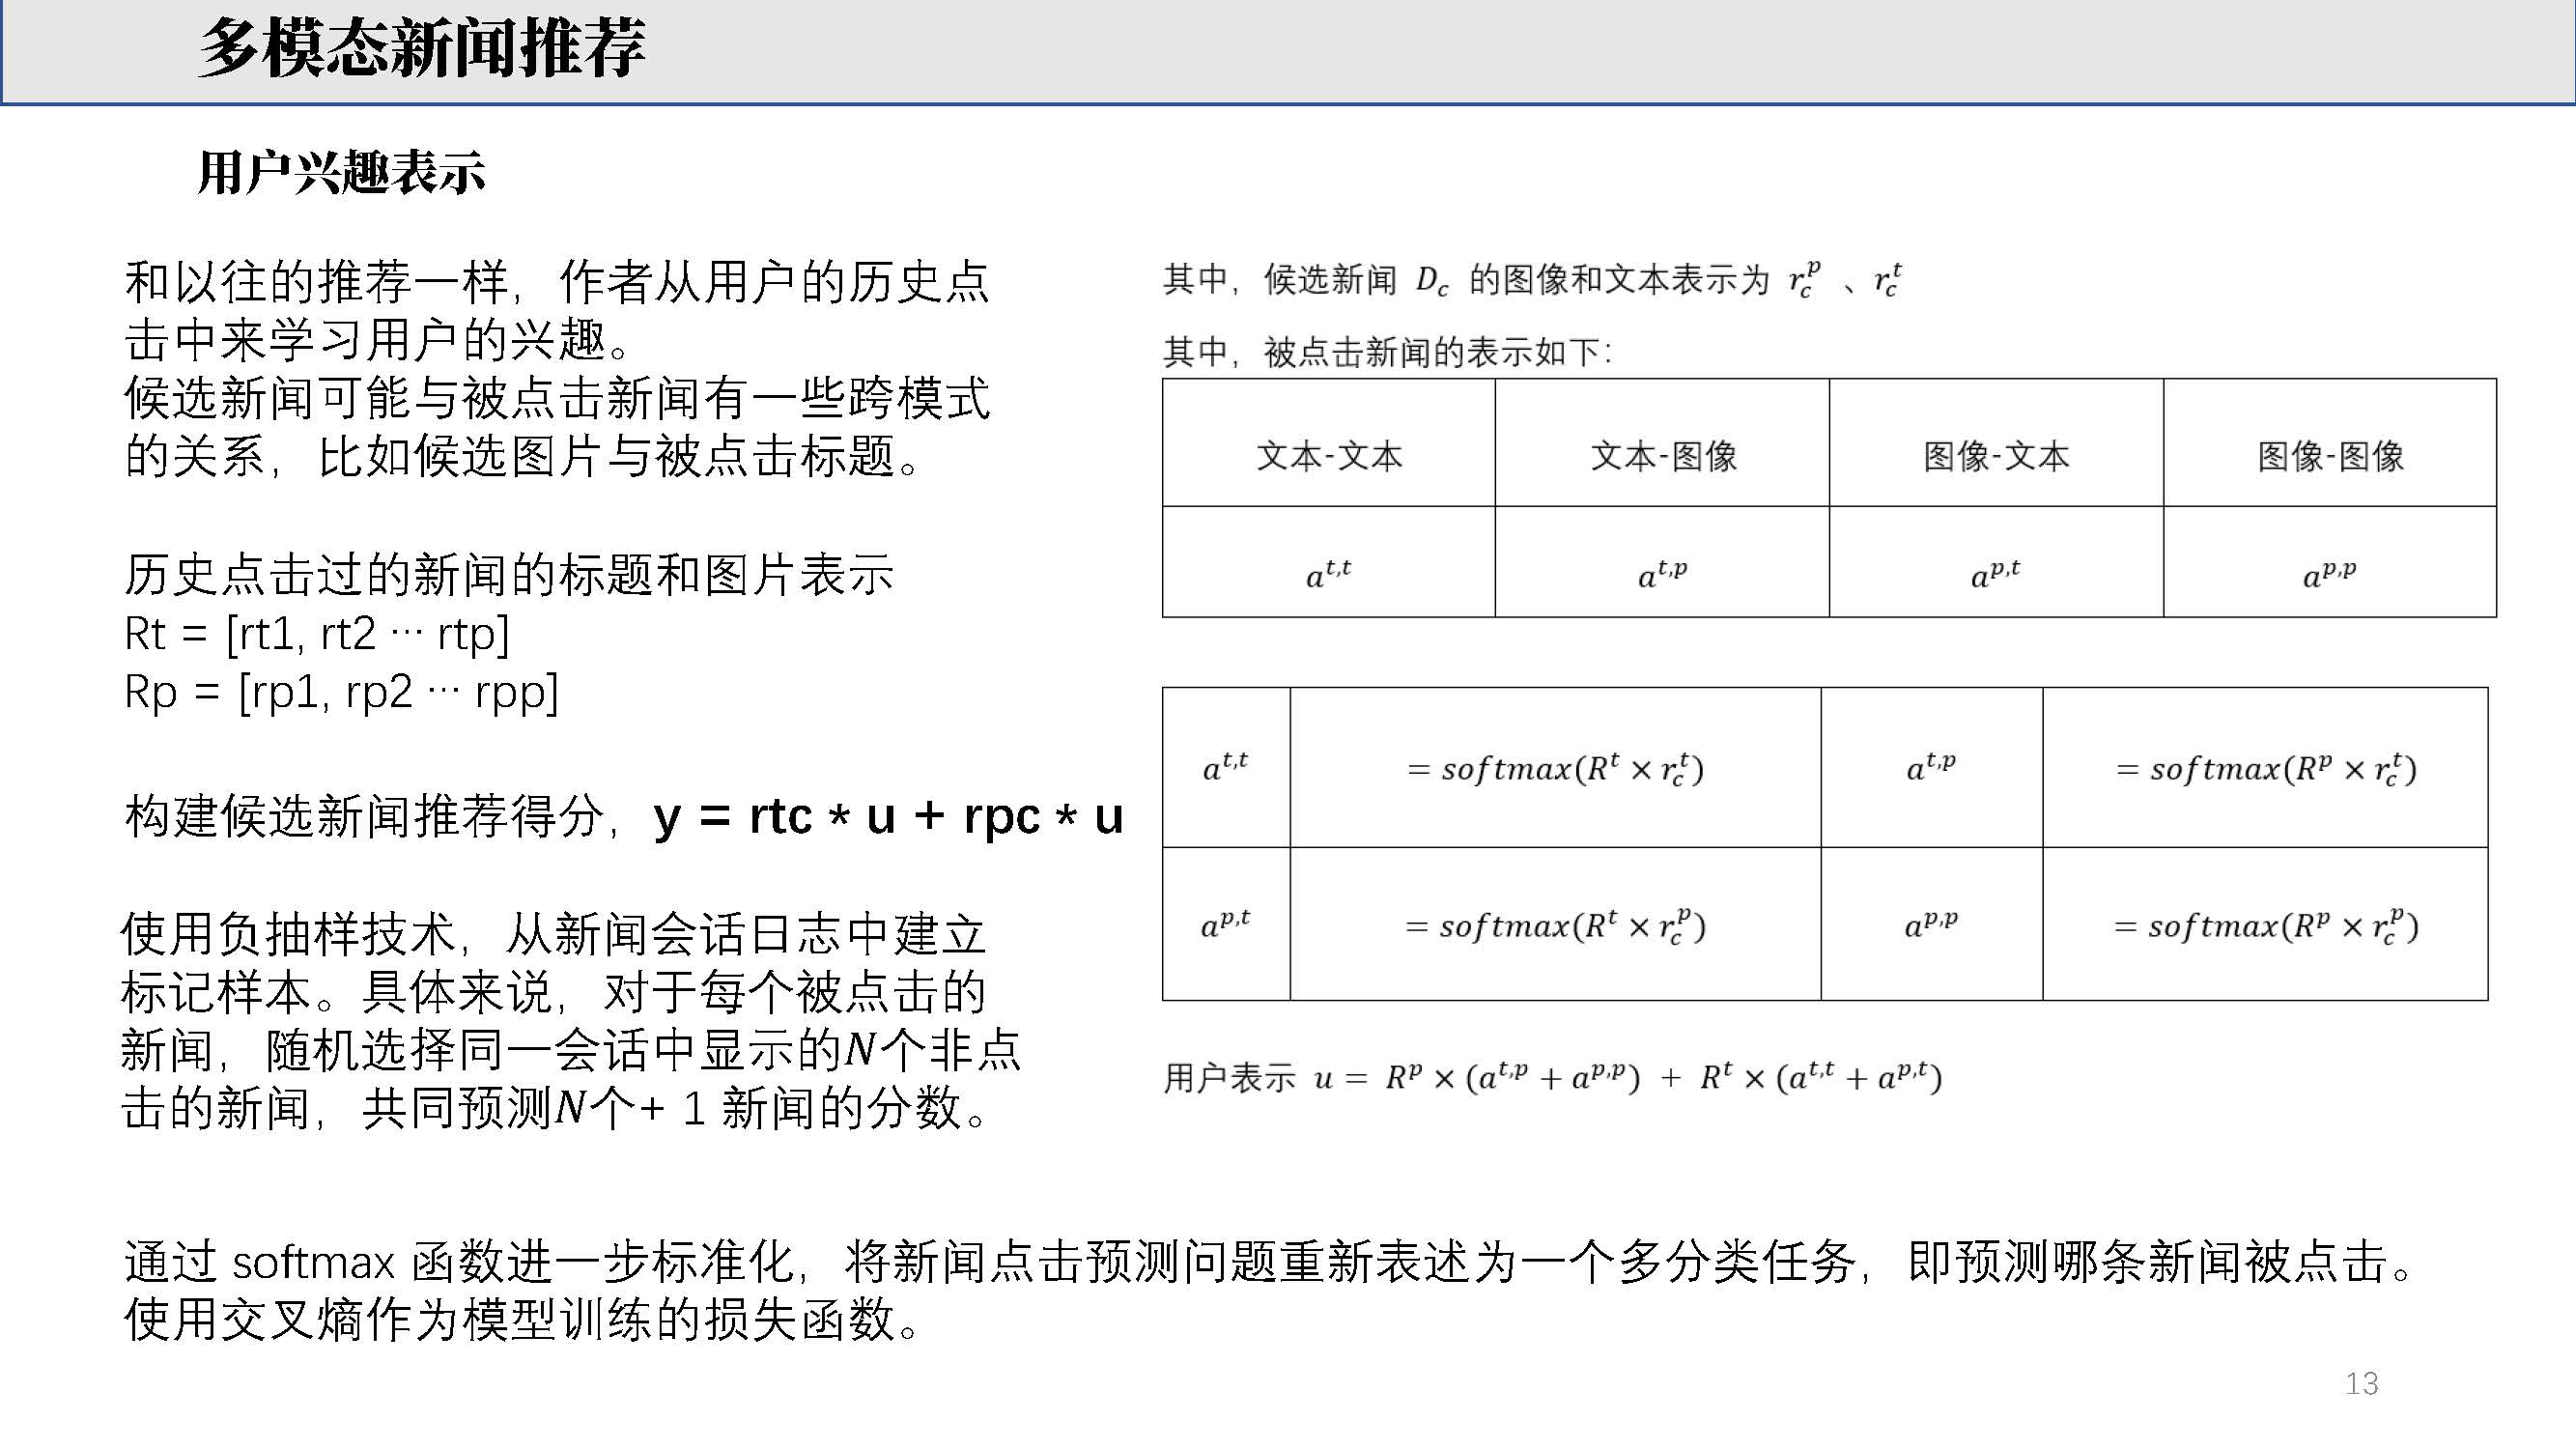 多模态新闻推荐
用户兴趣表示
和以往的推荐一样，作者从用户的历史点
击中来学习用户的兴趣。
候选新闻可能与被点击新闻有一些跨模式
的关系，比如候选图片与被点击标题。
历史点击过的新闻的标题和图片表示
Rt = [rt1, rt2 … rtp]
Rp = [rp1, rp2 … rpp]
构建候选新闻推荐得分，y = rtc * u + rpc * u
使用负抽样技术，从新闻会话日志中建立
标记样本。具体来说，对于每个被点击的
新闻，随机选择同一会话中显示的N个非点
击的新闻，共同预测N个+ 1 新闻的分数。
其中，候选新闻 D_c 的图像和文本表示为 r_c^p 、r_c^t
其中，被点击新闻的表示如下：
文本-文本 文本-图像 图像-文本 图像-图像
a^{t,t} a^{t,p} a^{p,t} a^{p,p}
a^{t,t} = softmax(R^t × r_c^t) a^{t,p} = softmax(R^p × r_c^t)
a^{p,t} = softmax(R^t × r_c^p) a^{p,p} = softmax(R^p × r_c^p)
用户表示 u = R^p × (a^{t,p} + a^{p,p}) + R^t × (a^{t,t} + a^{p,t})
通过 softmax 函数进一步标准化，将新闻点击预测问题重新表述为一个多分类任务，即预测哪条新闻被点击。
使用交叉熵作为模型训练的损失函数。
13